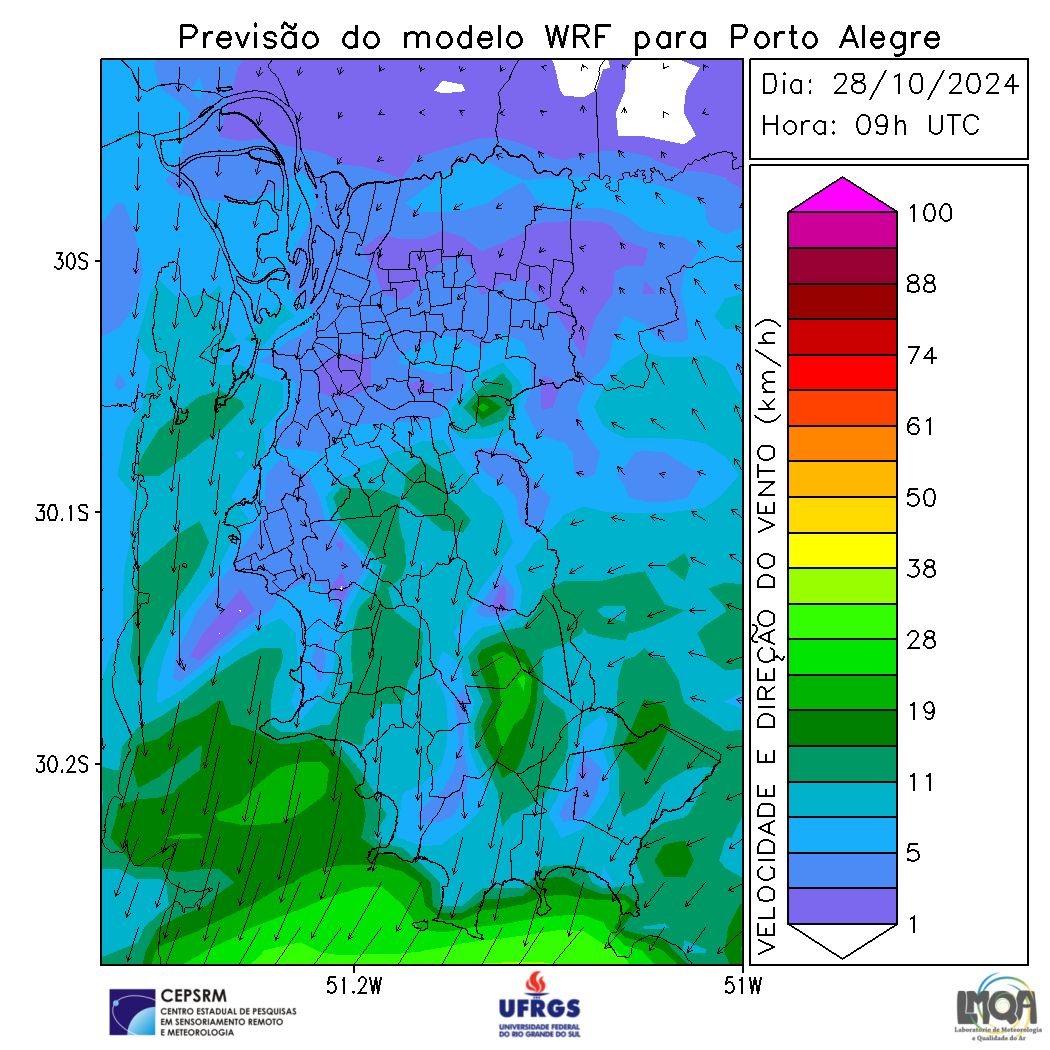 Previsão do modelo WRF para Porto Alegre
Dia: 28/10/2024
Hora: 09h UTC
30S
30.1S
30.2S
51.2W
51W
VELOCIDADE E DIREÇÃO DO VENTO (km/h)
100
88
74
61
50
38
28
19
11
5
1
CEPSRM
CENTRO ESTADUAL DE PESQUISAS
EM SENSORIAMENTO REMOTO
E METEOROLOGIA
UFRGS
UNIVERSIDADE FEDERAL
DO RIO GRANDE DO SUL
LMQA
Laboratório de Meteorologia
e Qualidade do Ar